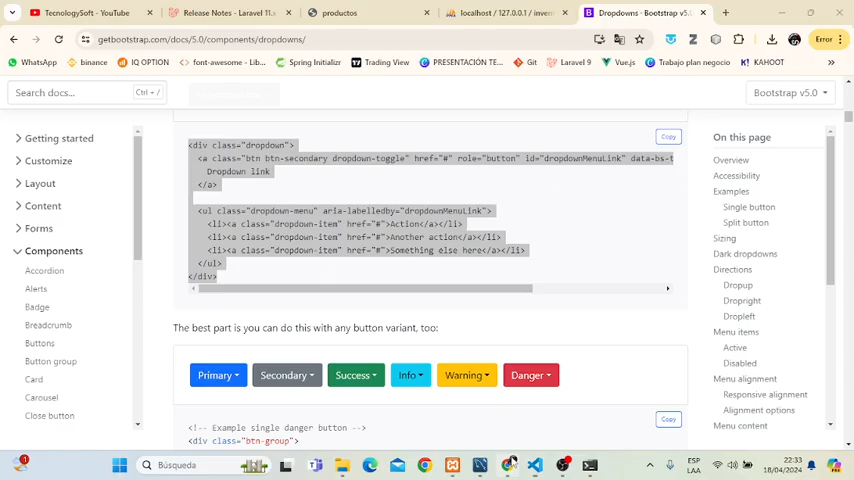 TecnologySoft - YouTube
Release Notes - Laravel 11.x
productos
localhost / 127.0.0.1 / inven
Dropdowns · Bootstrap v5.0
getbootstrap.com/docs/5.0/components/dropdowns/
Error
WhatsApp
binance
IQ OPTION
font-awesome - Lib...
Spring Initializr
Trading View
PRESENTACIÓN TE...
Git
Laravel 9
Vue.js
Trabajo plan negocio
KAHOOT
Search docs...
Ctrl + /
Bootstrap v5.0
Getting started
Customize
Layout
Content
Forms
Components
Accordion
Alerts
Badge
Breadcrumb
Buttons
Button group
Card
Carousel
Close button
Copy
<div class="dropdown">
<a class="btn btn-secondary dropdown-toggle" href="#" role="button" id="dropdownMenuLink" data-bs-t
Dropdown link
</a>
<ul class="dropdown-menu" aria-labelledby="dropdownMenuLink">
<li><a class="dropdown-item" href="#">Action</a></li>
<li><a class="dropdown-item" href="#">Another action</a></li>
<li><a class="dropdown-item" href="#">Something else here</a></li>
</ul>
</div>
The best part is you can do this with any button variant, too:
Primary
Secondary
Success
Info
Warning
Danger
Copy
<!-- Example single danger button -->
<div class="btn-group">
On this page
Overview
Accessibility
Examples
Single button
Split button
Sizing
Dark dropdowns
Directions
Dropup
Dropright
Dropleft
Menu items
Active
Disabled
Menu alignment
Responsive alignment
Alignment options
Menu content
1
Búsqueda
ESP
LAA
22:33
18/04/2024